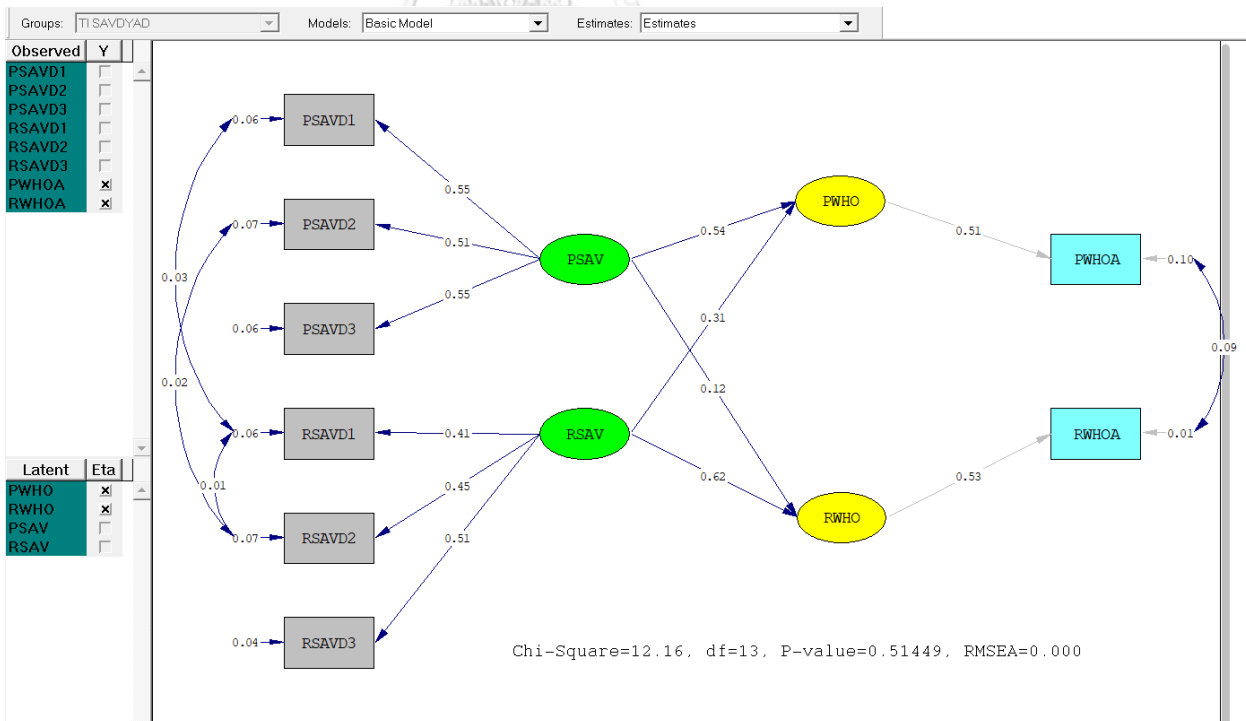 Groups: TI SAVDYAD Models: Basic Model Estimates: Estimates
Observed Y
PSAVD1
PSAVD2
PSAVD3
RSAVD1
RSAVD2
RSAVD3
PWHOA
RWHOA
Latent Eta
PWHO
RWHO
PSAV
RSAV
0.06 PSAVD1
0.55
PWHO
0.07 PSAVD2
0.51
0.54
0.51
PSAV
PWHOA 0.10
0.03
0.55
0.06 PSAVD3
0.31
0.09
0.02
0.12
0.06 RSAVD1
0.41
RSAV
RWHOA 0.01
0.01
0.45
0.62
0.53
RWHO
0.07 RSAVD2
0.51
0.04 RSAVD3
Chi-Square=12.16, df=13, P-value=0.51449, RMSEA=0.000